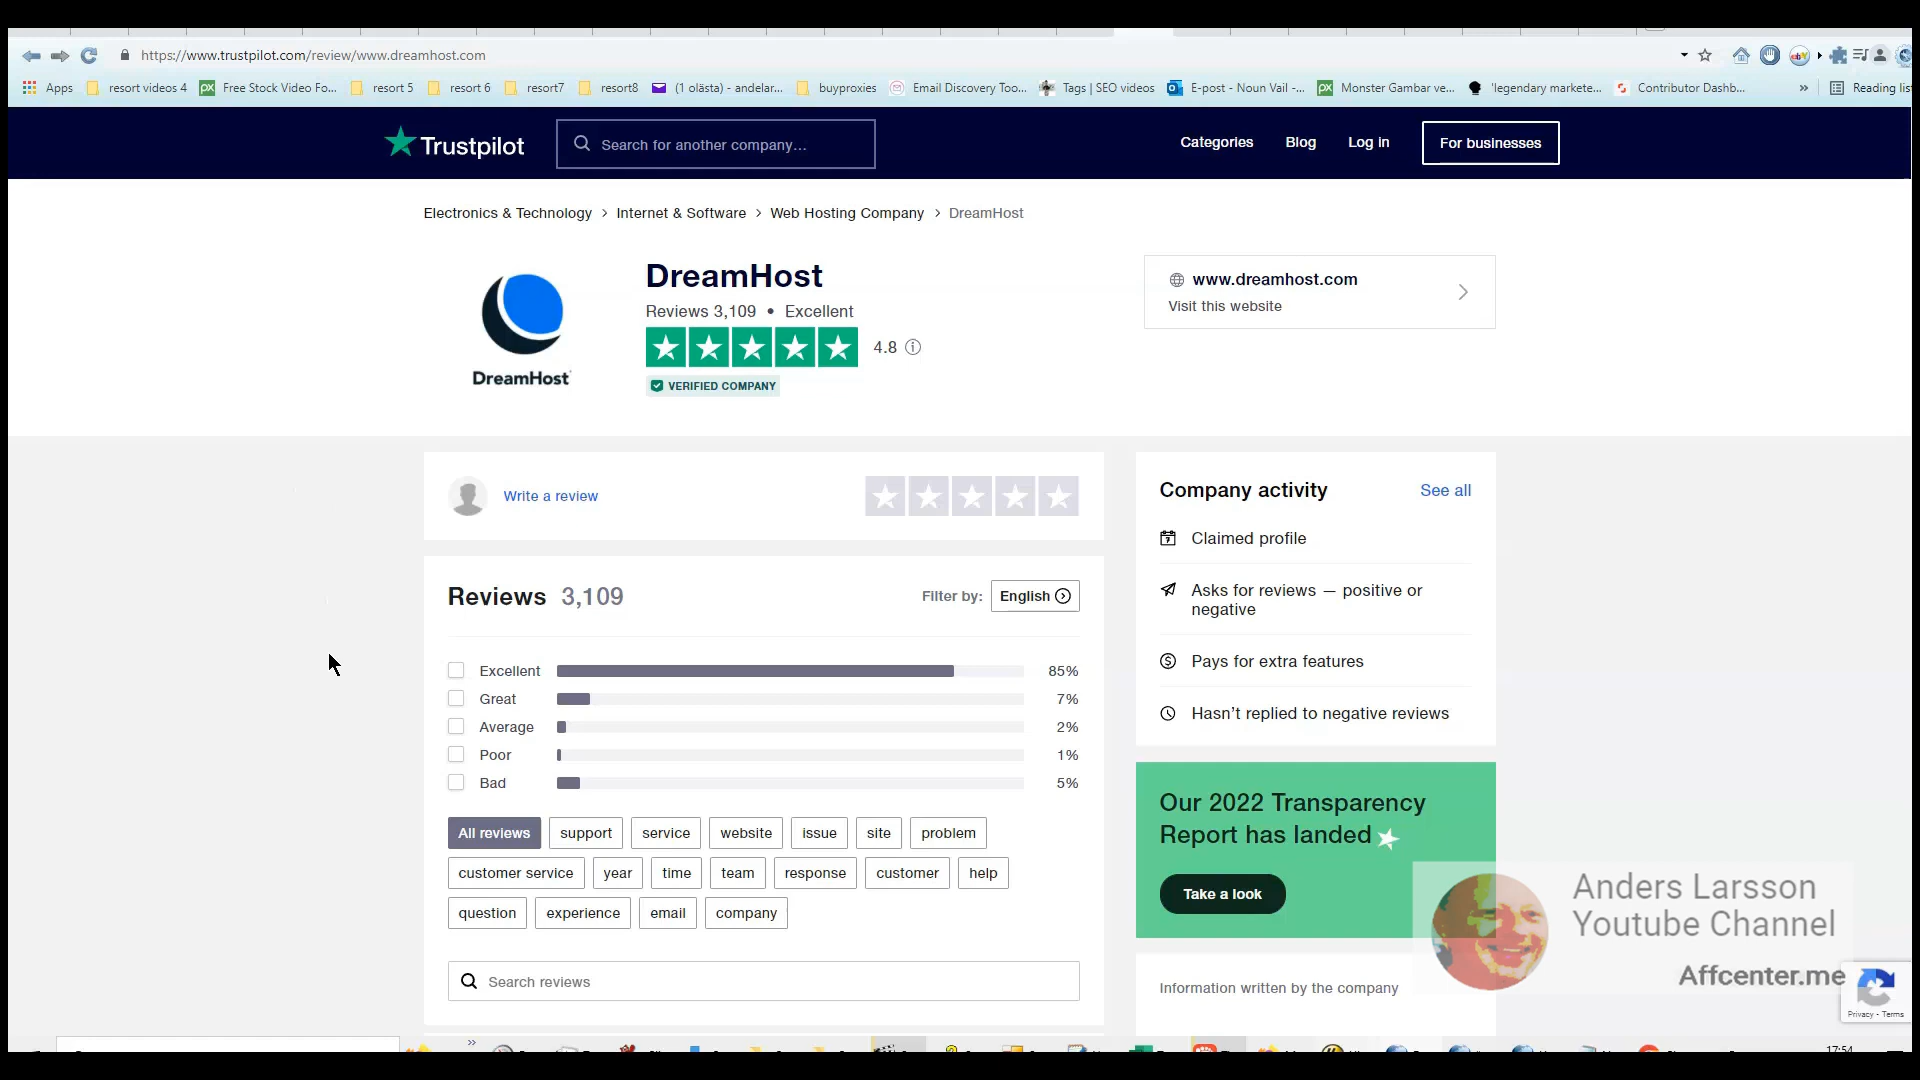 https://www.trustpilot.com/review/www.dreamhost.com
Apps resort videos 4 Free Stock Video Fo... resort 5 resort 6 resort7 resort8 (1 olästa) - andelar... buyproxies Email Discovery Too... Tags | SEO videos E-post - Noun Vail -... Monster Gambar ve... 'legendary markete... Contributor Dashb... » Reading list
Trustpilot
Search for another company...
Categories Blog Log in For businesses
Electronics & Technology > Internet & Software > Web Hosting Company > DreamHost
DreamHost
Reviews 3,109 • Excellent
4.8
VERIFIED COMPANY
DreamHost
www.dreamhost.com
Visit this website
Write a review
Reviews 3,109
Filter by: English
Excellent 85%
Great 7%
Average 2%
Poor 1%
Bad 5%
All reviews support service website issue site problem
customer service year time team response customer help
question experience email company
Search reviews
Company activity See all
Claimed profile
Asks for reviews — positive or
negative
Pays for extra features
Hasn't replied to negative reviews
Our 2022 Transparency
Report has landed
Take a look
Information written by the company
Anders Larsson
Youtube Channel
Affcenter.me
Privacy - Terms
17:54